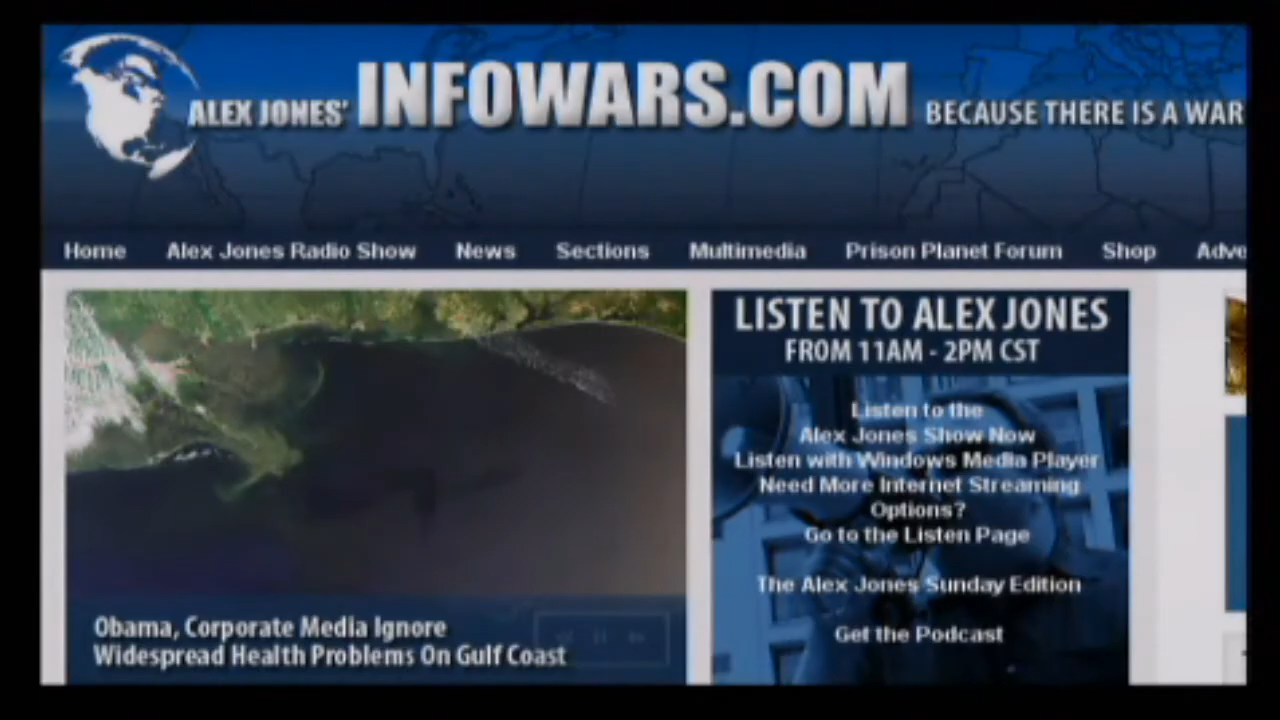 ALEX JONES' INFOWARS.COM BECAUSE THERE IS A WAR
Home Alex Jones Radio Show News Sections Multimedia Prison Planet Forum Shop Adve
LISTEN TO ALEX JONES
FROM 11AM - 2PM CST
Listen to the
Alex Jones Show Now
Listen with Windows Media Player
Need More Internet Streaming
Options?
Go to the Listen Page
The Alex Jones Sunday Edition
Get the Podcast
Obama, Corporate Media Ignore
Widespread Health Problems On Gulf Coast